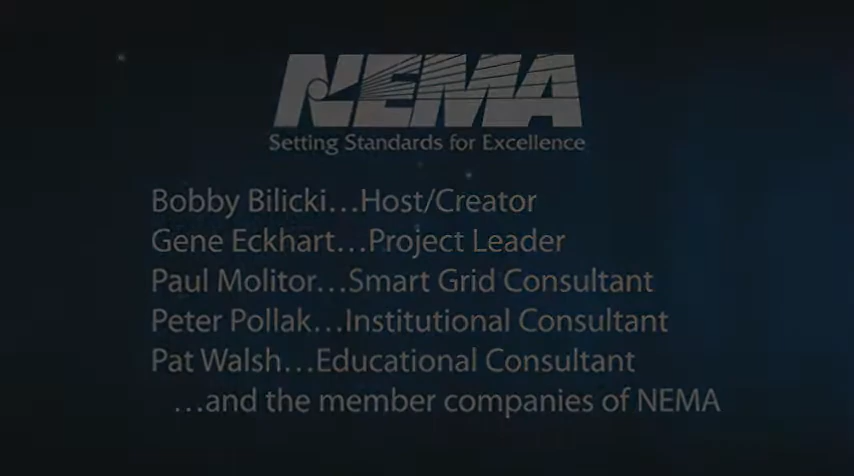 NEMA
Setting Standards for Excellence
Bobby Bilicki...Host/Creator
Gene Eckhart...Project Leader
Paul Molitor...Smart Grid Consultant
Peter Pollak...Institutional Consultant
Pat Walsh...Educational Consultant
...and the member companies of NEMA